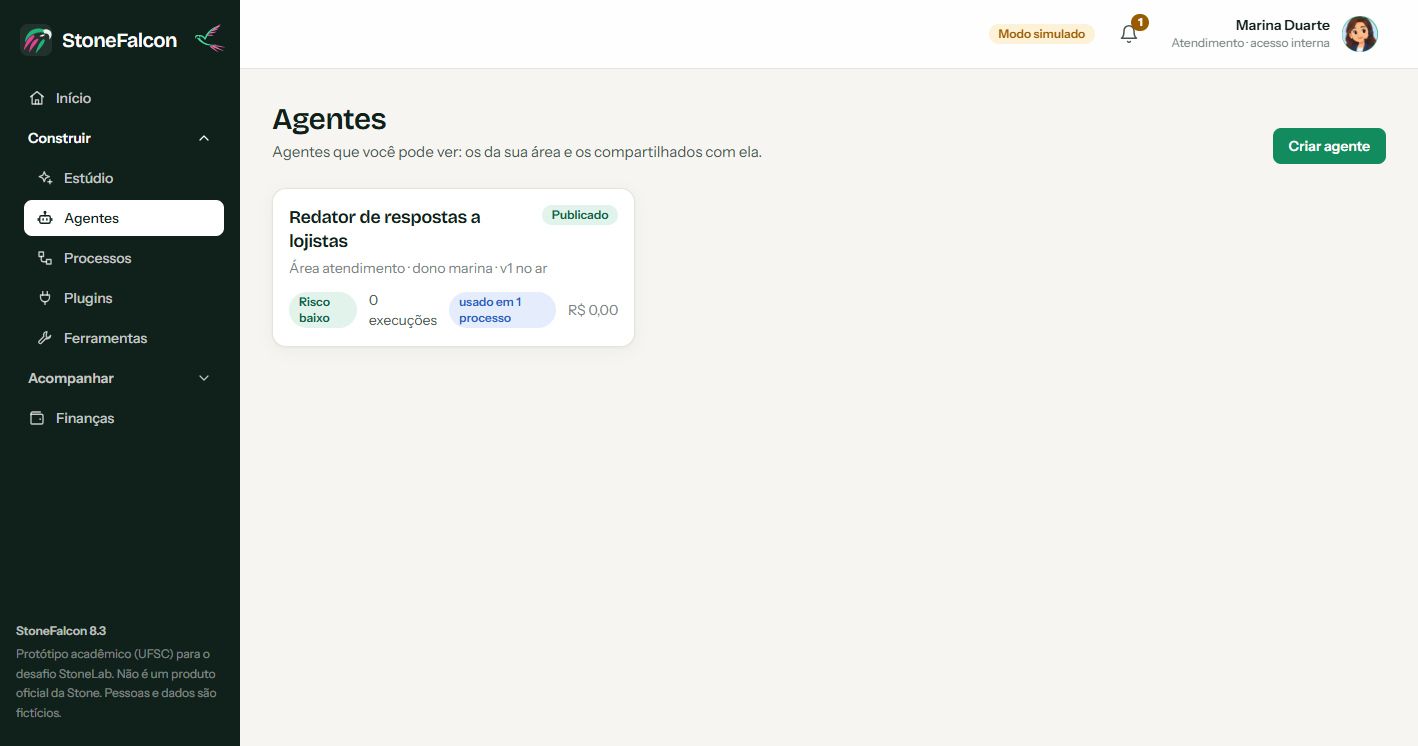 StoneFalcon
Início
Construir
Estúdio
Agentes
Processos
Plugins
Ferramentas
Acompanhar
Finanças
StoneFalcon 8.3
Protótipo acadêmico (UFSC) para o
desafio StoneLab. Não é um produto
oficial da Stone. Pessoas e dados são
fictícios.
Modo simulado
1
Marina Duarte
Atendimento · acesso interna
Agentes
Agentes que você pode ver: os da sua área e os compartilhados com ela.
Criar agente
Redator de respostas a
lojistas
Publicado
Área atendimento · dono marina · v1 no ar
Risco
baixo
0
execuções
usado em 1
processo
R$ 0,00